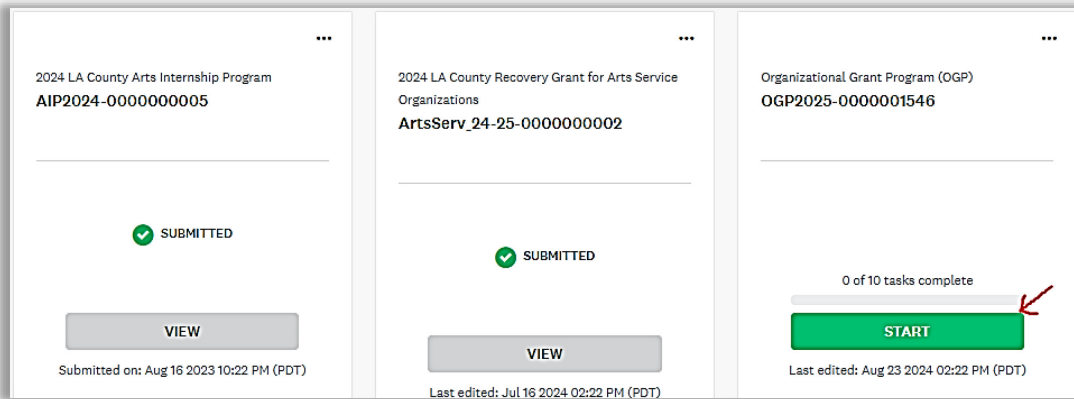 ...
2024 LA County Arts Internship Program
AIP2024-0000000005
SUBMITTED
VIEW
Submitted on: Aug 16 2023 10:22 PM (PDT)
...
2024 LA County Recovery Grant for Arts Service
Organizations
ArtsServ_24-25-0000000002
SUBMITTED
VIEW
Last edited: Jul 16 2024 02:22 PM (PDT)
...
Organizational Grant Program (OGP)
OGP2025-0000001546
0 of 10 tasks complete
START
Last edited: Aug 23 2024 02:22 PM (PDT)